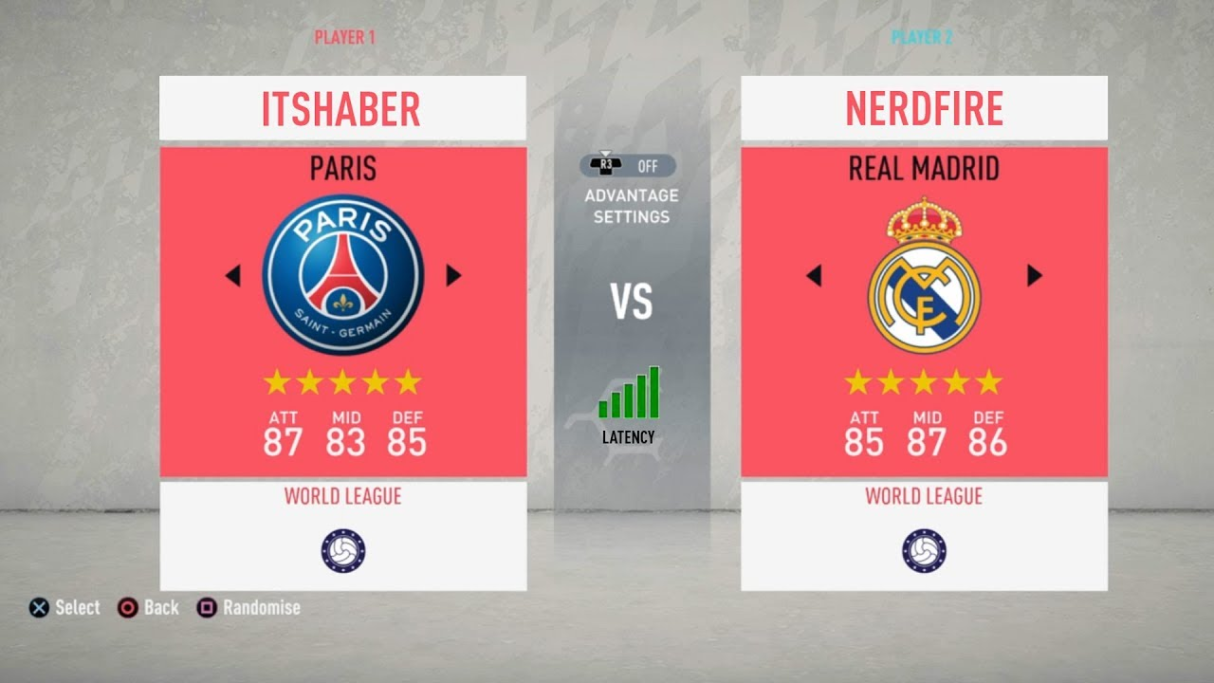 PLAYER 1
PLAYER 2
ITSHABER
NERDFIRE
PARIS
PARIS
SAINT-GERMAIN
ATT MID DEF
87 83 85
WORLD LEAGUE
R3 OFF
ADVANTAGE
SETTINGS
VS
LATENCY
REAL MADRID
ATT MID DEF
85 87 86
WORLD LEAGUE
Select Back Randomise